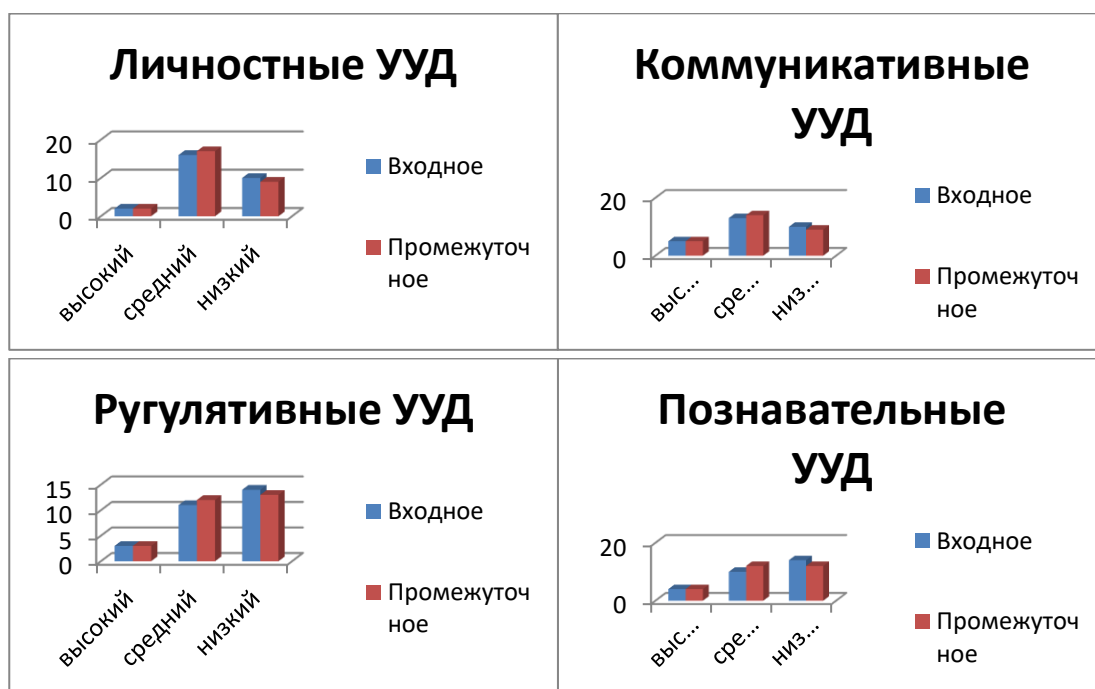 Личностные УУД
20
10
0
высокий
средний
низкий
Входное
Промежуточ
ное
Коммуникативные
УУД
20
0
выс...
сре...
низ...
Входное
Промежуточ
ное
Ругулятивные УУД
15
10
5
0
высокий
средний
низкий
Входное
Промежуточ
ное
Познавательные
УУД
20
0
выс...
сре...
низ...
Входное
Промежуточ
ное